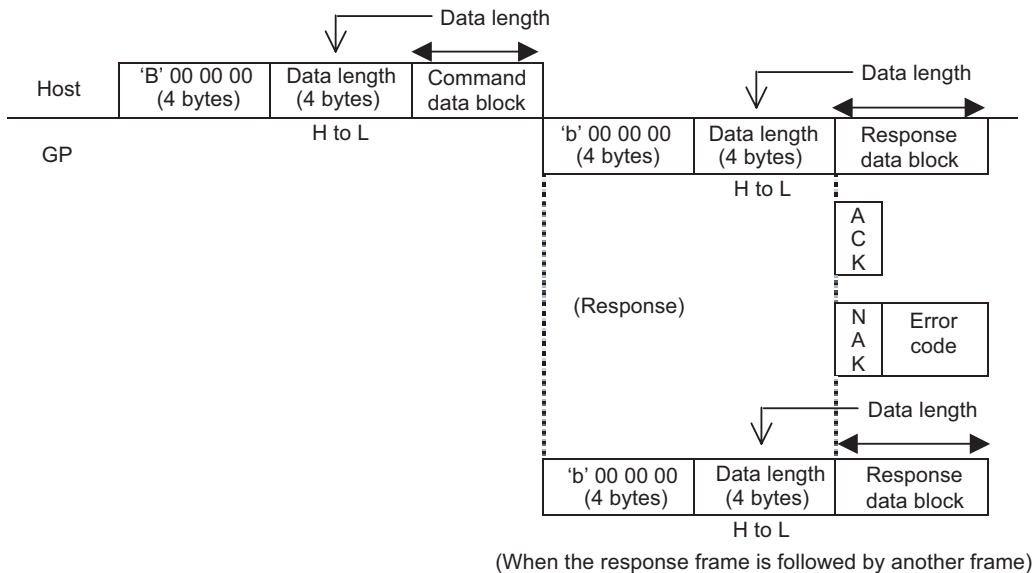 Data length
Host
‘B’ 00 00 00
(4 bytes)
Data length
(4 bytes)
Command
data block
H to L
Data length
GP
‘b’ 00 00 00
(4 bytes)
Data length
(4 bytes)
Response
data block
H to L
A
C
K
(Response)
N
A
K
Error
code
Data length
‘b’ 00 00 00
(4 bytes)
Data length
(4 bytes)
Response
data block
H to L
(When the response frame is followed by another frame)